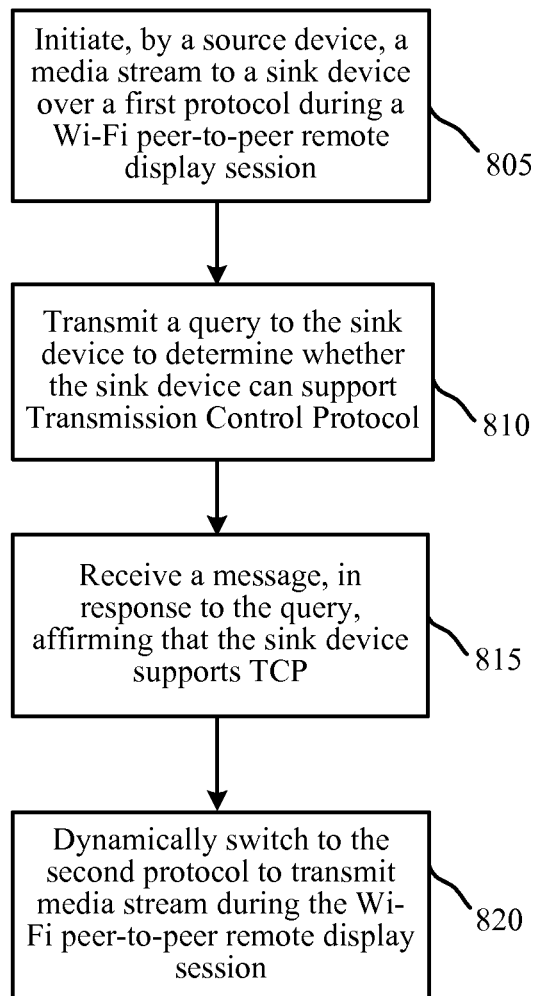 Initiate, by a source device, a
media stream to a sink device
over a first protocol during a
Wi-Fi peer-to-peer remote
display session
805
Transmit a query to the sink
device to determine whether
the sink device can support
Transmission Control Protocol
810
Receive a message, in
response to the query,
affirming that the sink device
supports TCP
815
Dynamically switch to the
second protocol to transmit
media stream during the Wi-
Fi peer-to-peer remote display
session
820